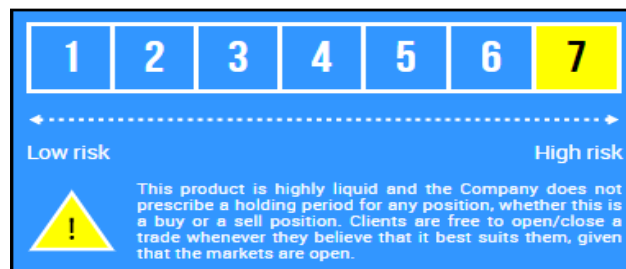 1 2 3 4 5 6 7
Low risk High risk
This product is highly liquid and the Company does not
prescribe a holding period for any position, whether this is
a buy or a sell position. Clients are free to open/close a
trade whenever they believe that it best suits them, given
that the markets are open.
!